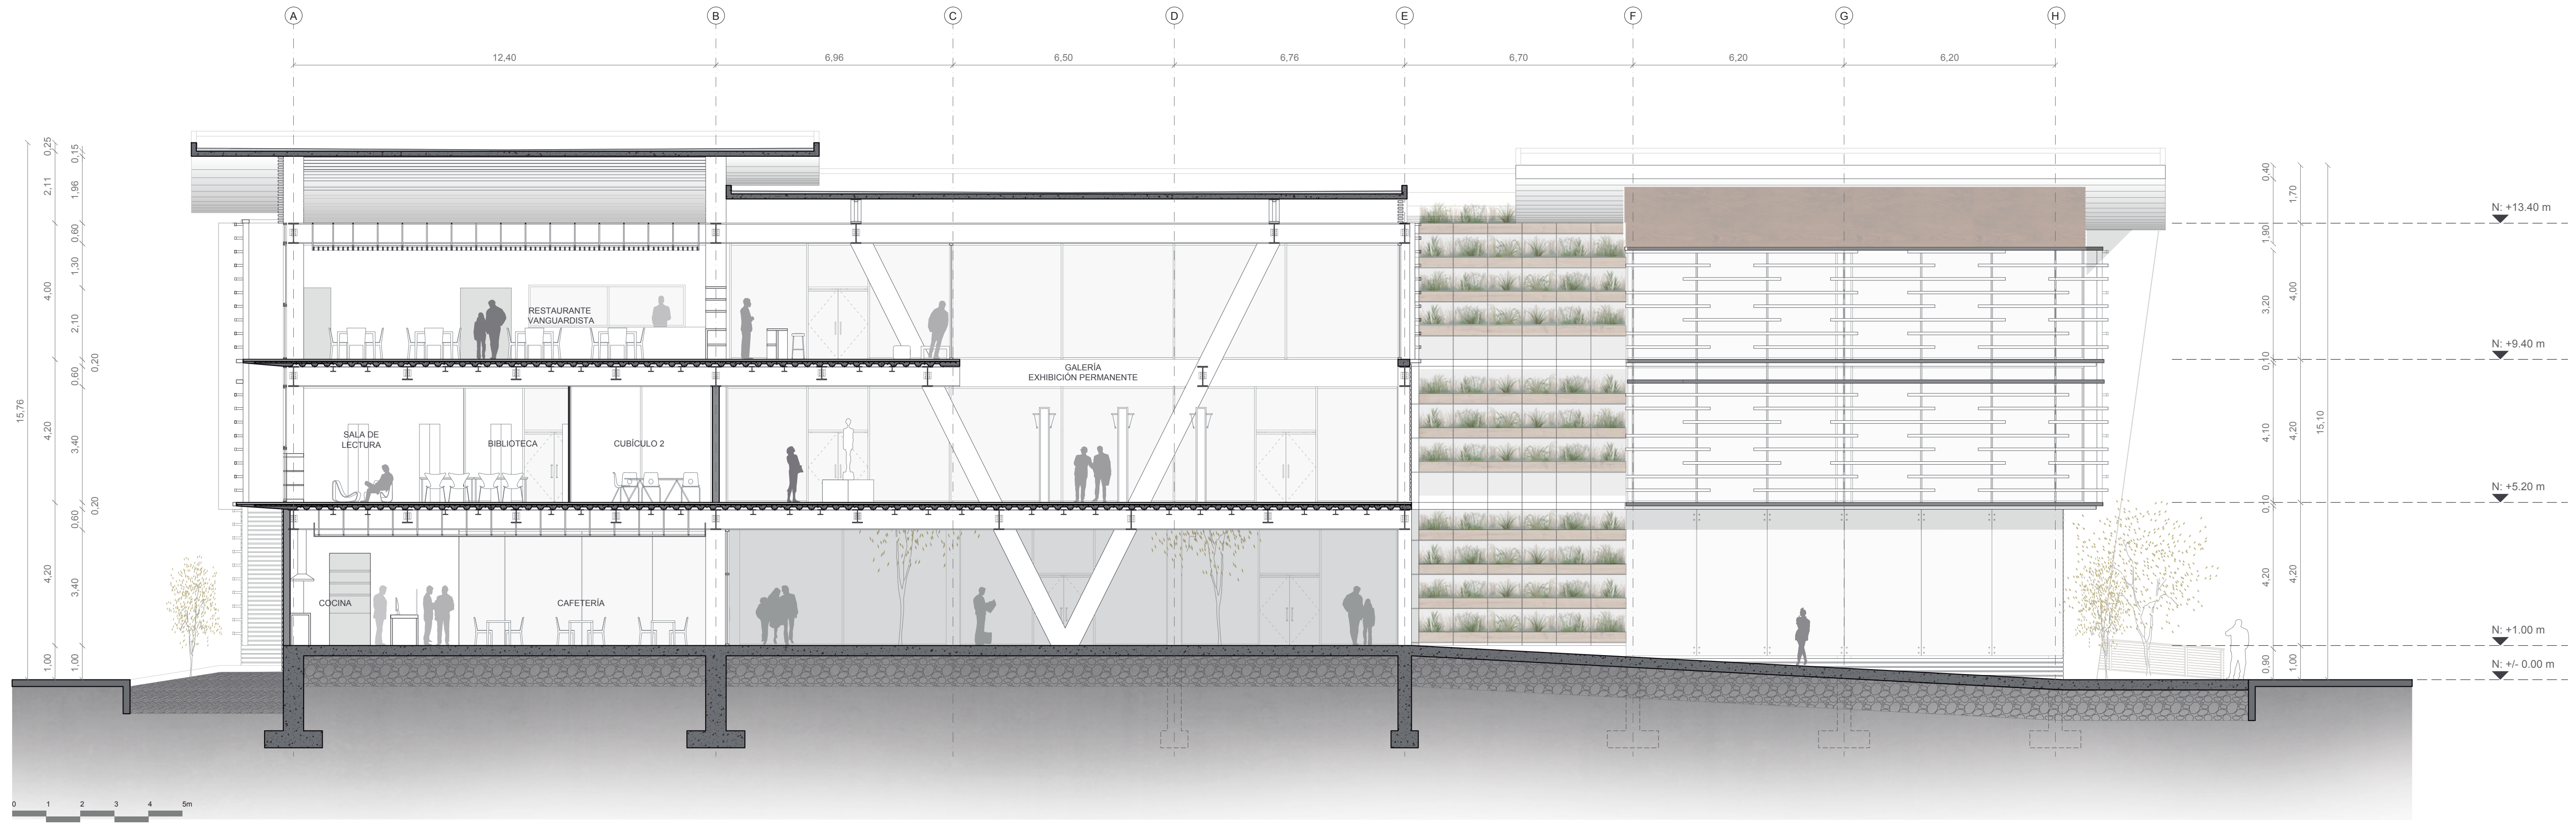 A B C D E F G H
12,40 6,96 6,50 6,76 6,70 6,20 6,20
0,25
0,15
2,11
1,96
0,60
4,00
1,30
2,10
0,20
0,60
15,76
4,20
3,40
0,20
0,60
4,20
3,40
1.00
1.00
RESTAURANTE
VANGUARDISTA
GALERÍA
EXHIBICIÓN PERMANENTE
SALA DE
LECTURA
BIBLIOTECA
CUBÍCULO 2
COCINA
CAFETERÍA
0,40
1,70
1.90
3,20
4,00
0,10
4,10
4,20
15,10
0,10
4,20
4,20
0,90
1,00
N: +13.40 m
N: +9.40 m
N: +5.20 m
N: +1.00 m
N: +/- 0.00 m
0 1 2 3 4 5m